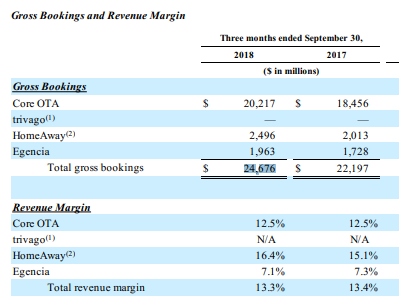 Gross Bookings and Revenue Margin
Three months ended September 30,
2018 2017
($ in millions)
Gross Bookings
Core OTA $ 20,217 $ 18,456
trivago(1) — —
HomeAway(2) 2,496 2,013
Egencia 1,963 1,728
Total gross bookings $ 24,676 $ 22,197
Revenue Margin
Core OTA 12.5% 12.5%
trivago(1) N/A N/A
HomeAway(2) 16.4% 15.1%
Egencia 7.1% 7.3%
Total revenue margin 13.3% 13.4%